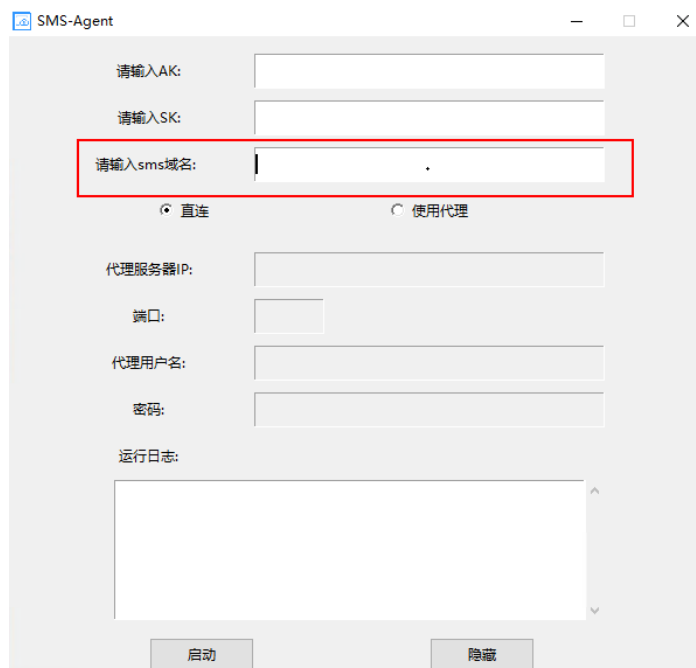 SMS-Agent
请输入AK:
请输入SK:
请输入sms域名:
直连 使用代理
代理服务器IP:
端口:
代理用户名:
密码:
运行日志:
启动 隐藏